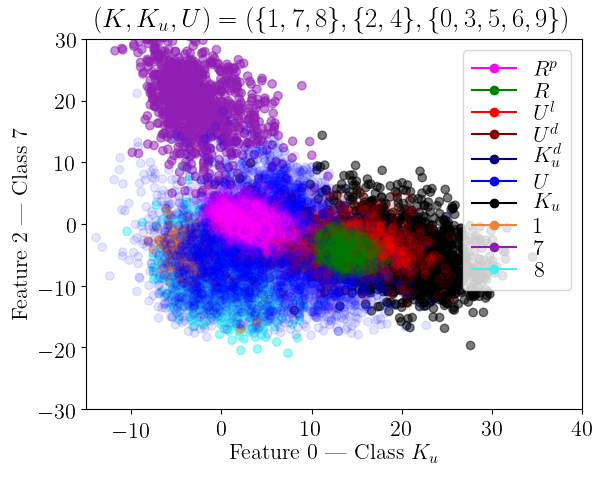 (K, K_u, U) = ({1, 7, 8}, {2, 4}, {0, 3, 5, 6, 9})
30
20
10
0
−10
−20
−30
Feature 2 — Class 7
R^p
R
U^l
U^d
K_u^d
U
K_u
1
7
8
−10 0 10 20 30 40
Feature 0 — Class K_u